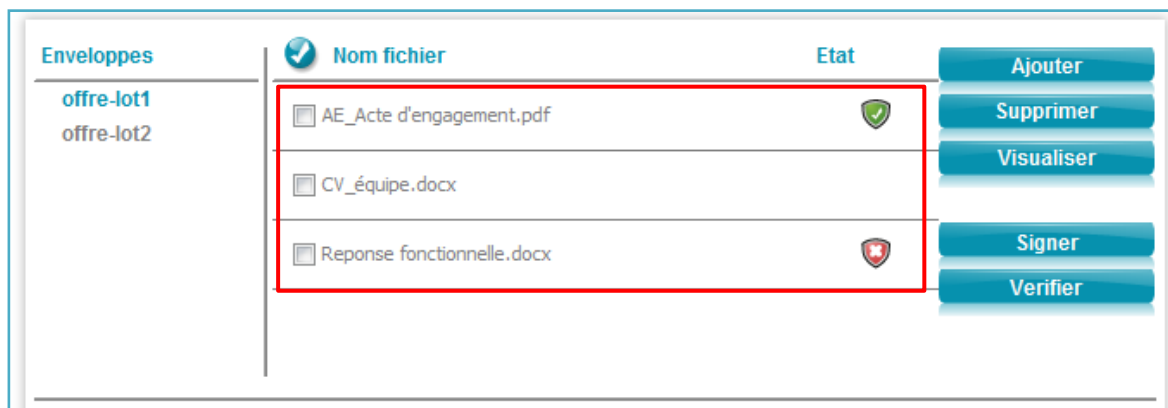 Enveloppes
offre-lot1
offre-lot2
Nom fichier Etat
AE_Acte d'engagement.pdf
CV_équipe.docx
Reponse fonctionnelle.docx
Ajouter
Supprimer
Visualiser
Signer
Verifier